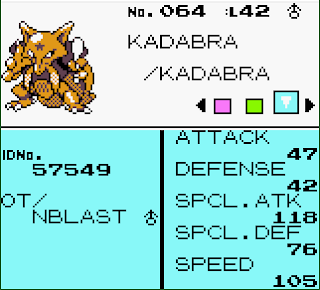 No. 064 :L42 ♂
KADABRA
/KADABRA
IDNo.
57549
OT/
NBLAST ♂
ATTACK
47
DEFENSE
42
SPCL.ATK
118
SPCL.DEF
76
SPEED
105